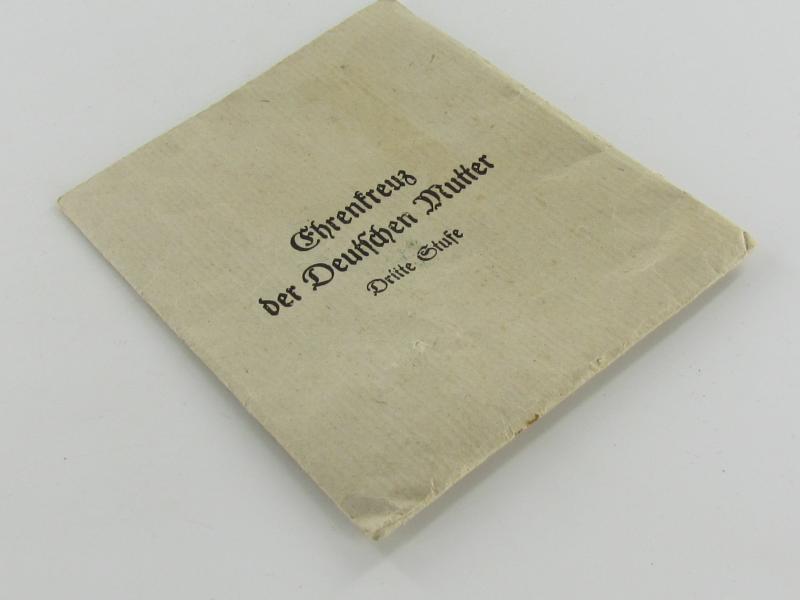 Ehrenkreuz
der Deutschen Mutter
Dritte Stufe